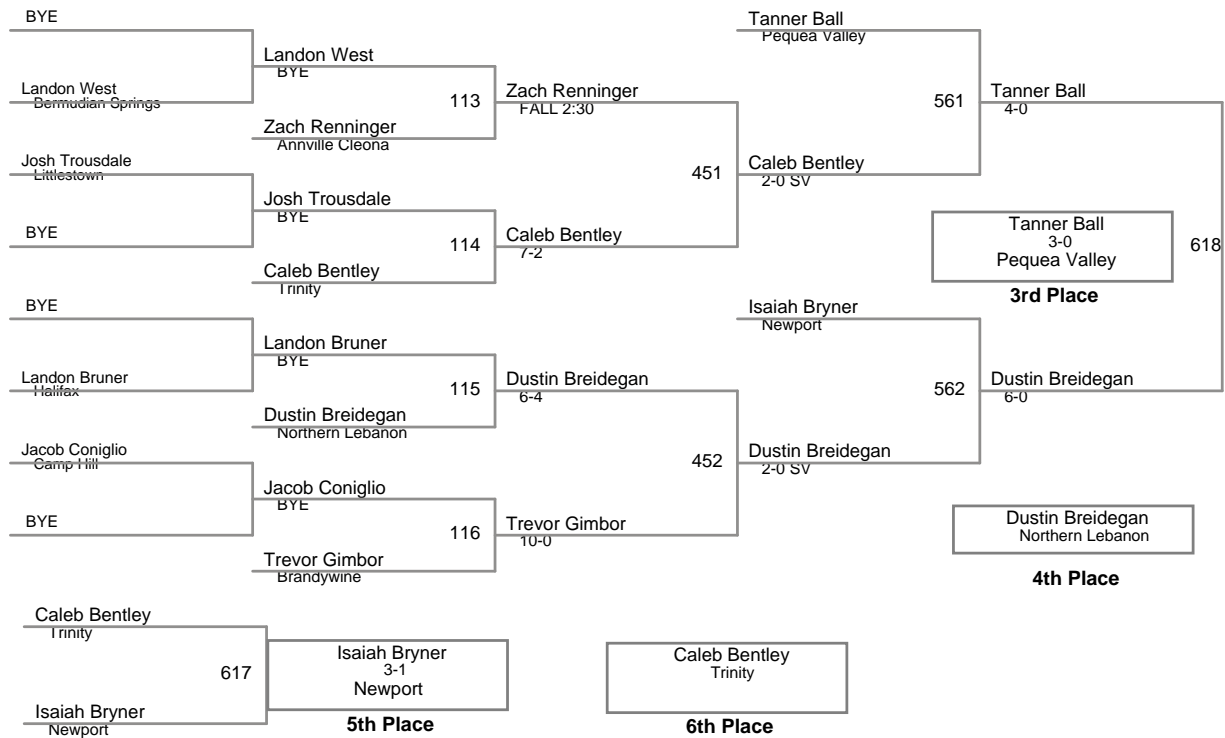 BYE
Landon West
Bermudian Springs
Josh Trousdale
Littlestown
BYE
BYE
Landon Bruner
Halifax
Jacob Coniglio
Camp Hill
BYE
Landon West
BYE
113
Zach Renninger
Annville Cleona
Josh Trousdale
BYE
114
Caleb Bentley
Trinity
Landon Bruner
BYE
115
Dustin Breidegan
Northern Lebanon
Jacob Coniglio
BYE
116
Trevor Gimbor
Brandywine
Zach Renninger
FALL 2:30
451
Caleb Bentley
7-2
Dustin Breidegan
6-4
452
Trevor Gimbor
10-0
Tanner Ball
Pequea Valley
561
Caleb Bentley
2-0 SV
Isaiah Bryner
Newport
562
Dustin Breidegan
2-0 SV
Tanner Ball
4-0
618
Dustin Breidegan
6-0
Tanner Ball
3-0
Pequea Valley
3rd Place
Dustin Breidegan
Northern Lebanon
4th Place
Caleb Bentley
Trinity
617
Isaiah Bryner
Newport
Isaiah Bryner
3-1
Newport
5th Place
Caleb Bentley
Trinity
6th Place